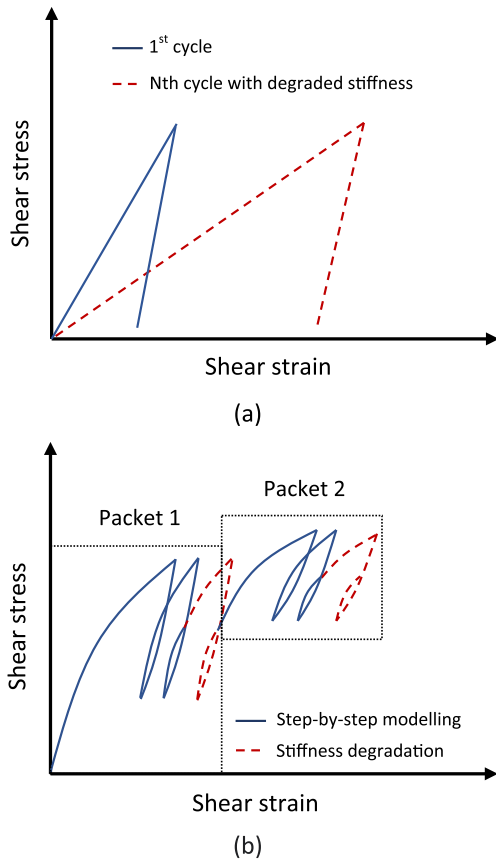 1st cycle
Nth cycle with degraded stiffness
Shear stress
Shear strain
(a)
Packet 1
Packet 2
Shear stress
Step-by-step modelling
Stiffness degradation
Shear strain
(b)